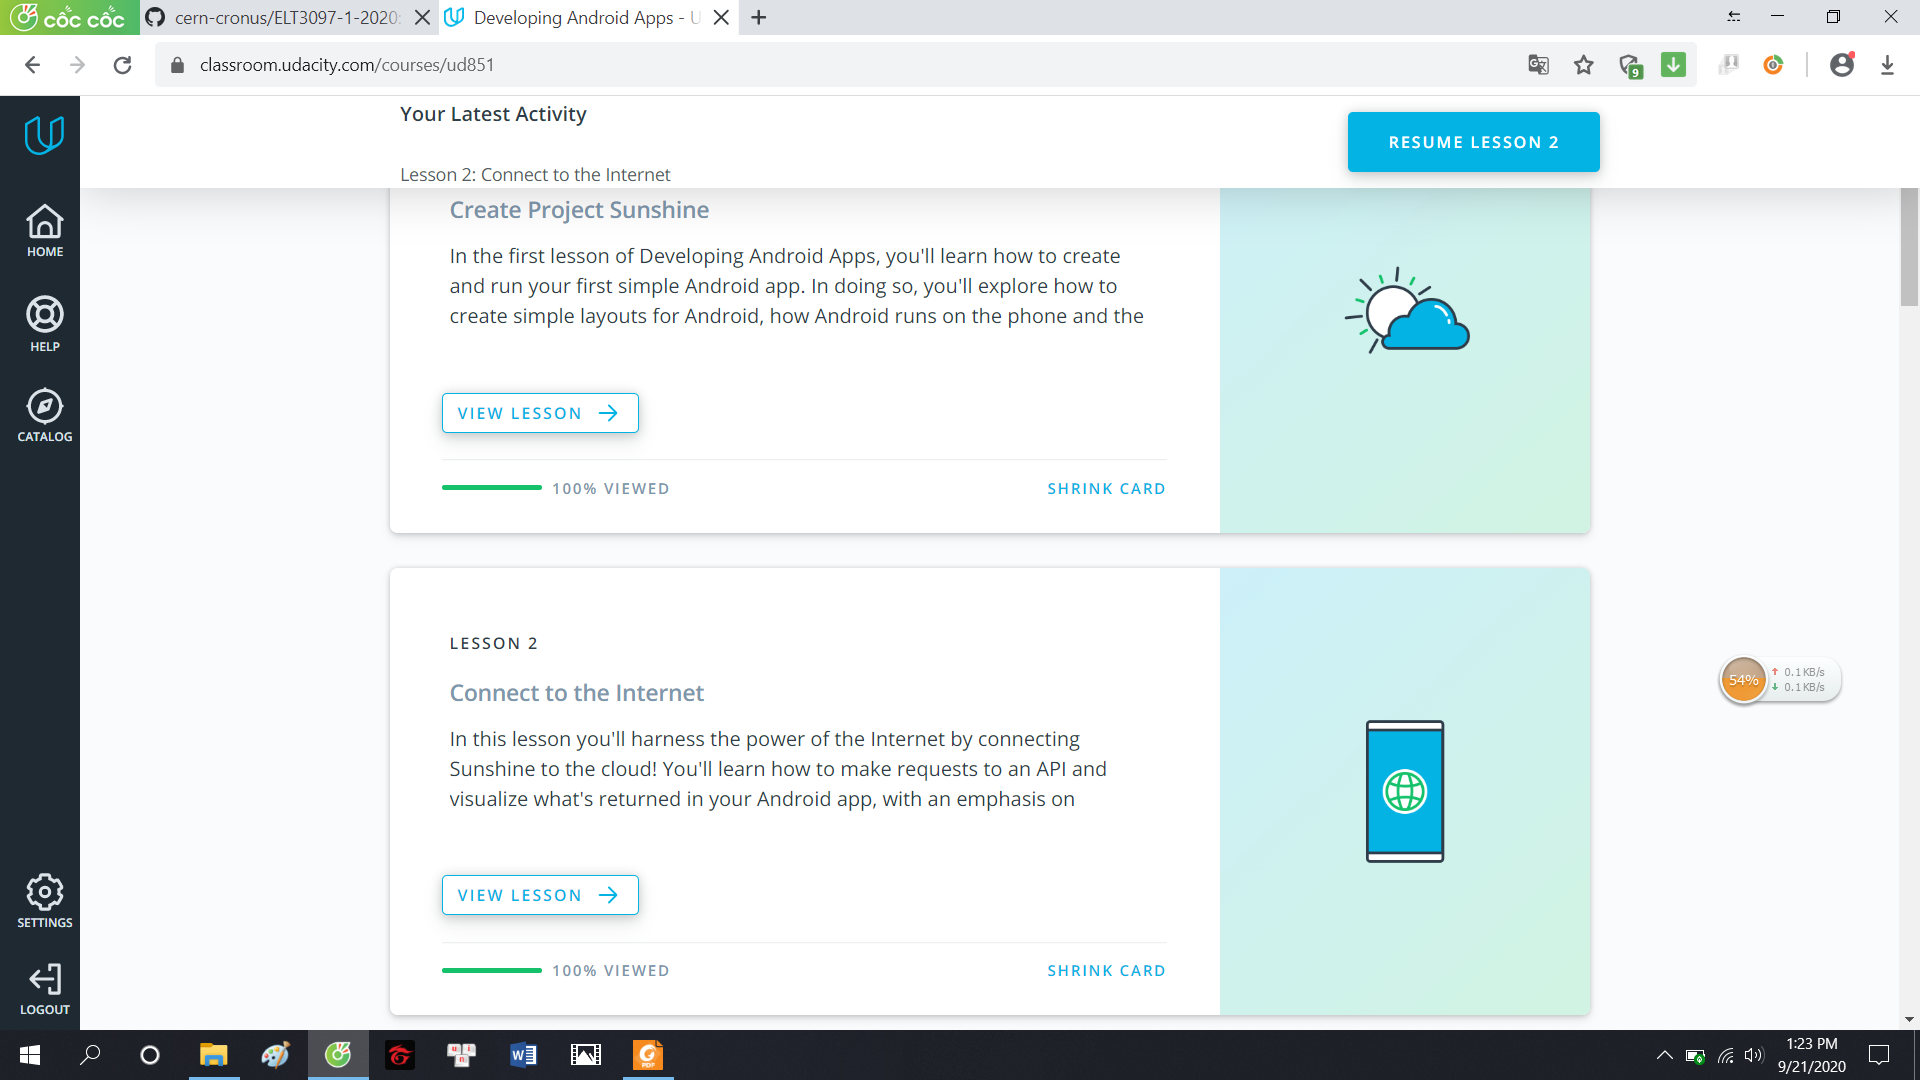 cốc cốc
cern-cronus/ELT3097-1-2020
Developing Android Apps - U
classroom.udacity.com/courses/ud851
9
Your Latest Activity
RESUME LESSON 2
Lesson 2: Connect to the Internet
HOME
HELP
CATALOG
SETTINGS
LOGOUT
Create Project Sunshine
In the first lesson of Developing Android Apps, you'll learn how to create
and run your first simple Android app. In doing so, you'll explore how to
create simple layouts for Android, how Android runs on the phone and the
VIEW LESSON
100% VIEWED
SHRINK CARD
LESSON 2
Connect to the Internet
In this lesson you'll harness the power of the Internet by connecting
Sunshine to the cloud! You'll learn how to make requests to an API and
visualize what's returned in your Android app, with an emphasis on
VIEW LESSON
100% VIEWED
SHRINK CARD
54%
0.1KB/s
0.1KB/s
PDF
1:23 PM
9/21/2020